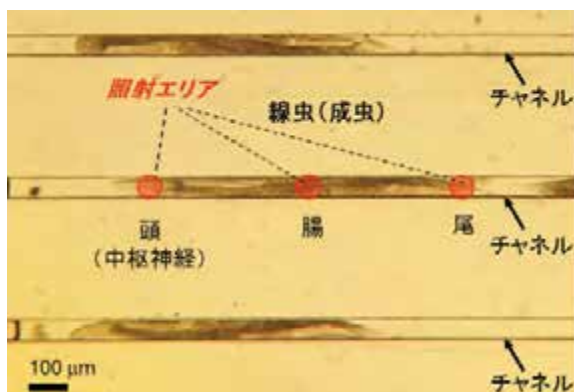 チャネル
照射エリア
線虫(成虫)
頭
(中枢神経)
腸
尾
チャネル
100 μm
チャネル